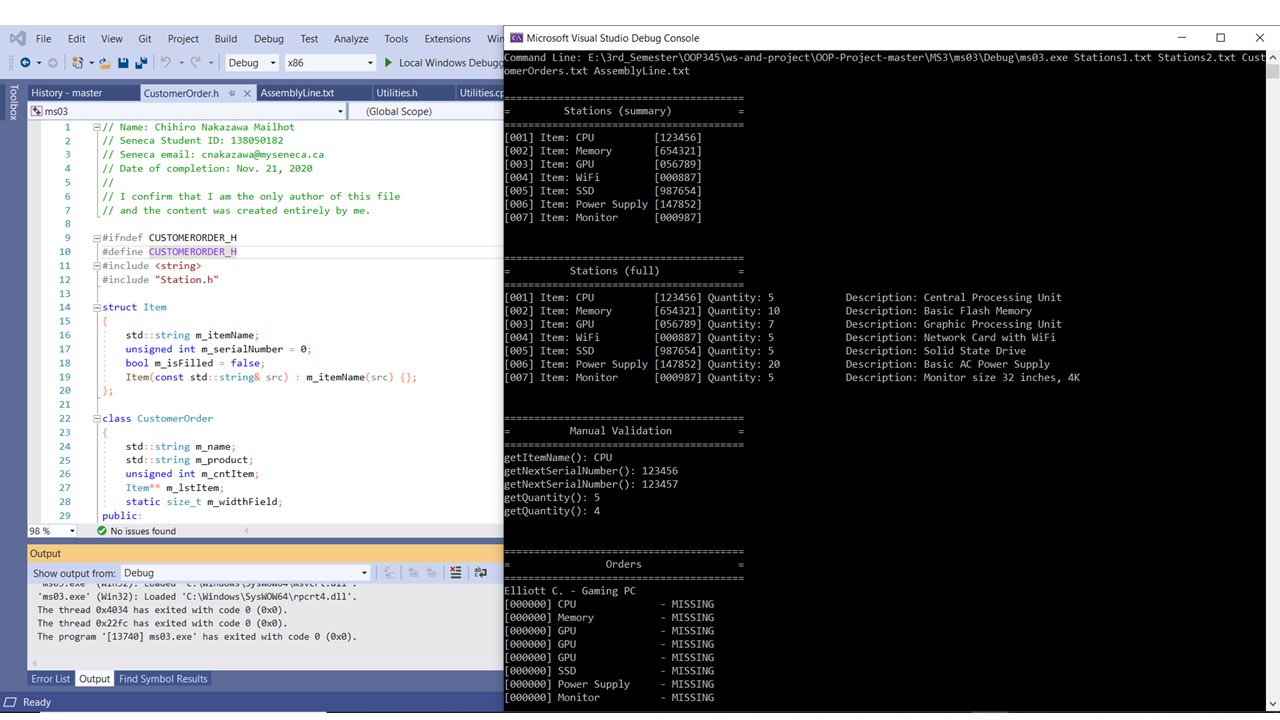 File Edit View Git Project Build Debug Test Analyze Tools Extensions Win
Debug x86 Local Windows Debugg
Toolbox
History - master CustomerOrder.h AssemblyLine.txt Utilities.h Utilities.cp
ms03 (Global Scope)
1 // Name: Chihiro Nakazawa Mailhot
2 // Seneca Student ID: 138050182
3 // Seneca email: cnakazawa@myseneca.ca
4 // Date of completion: Nov. 21, 2020
5 //
6 // I confirm that I am the only author of this file
7 // and the content was created entirely by me.
8
9 #ifndef CUSTOMERORDER_H
10 #define CUSTOMERORDER_H
11 #include <string>
12 #include "Station.h"
13
14 struct Item
15 {
16 std::string m_itemName;
17 unsigned int m_serialNumber = 0;
18 bool m_isFilled = false;
19 Item(const std::string& src) : m_itemName(src) {};
20 };
21
22 class CustomerOrder
23 {
24 std::string m_name;
25 std::string m_product;
26 unsigned int m_cntItem;
27 Item** m_lstItem;
28 static size_t m_widthField;
29 public:
98 % No issues found
Output
Show output from: Debug
'ms03.exe' (Win32): Loaded 'C:\Windows\SysWOW64\msvcrt.dll'.
'ms03.exe' (Win32): Loaded 'C:\Windows\SysWOW64\rpcrt4.dll'.
The thread 0x4034 has exited with code 0 (0x0).
The thread 0x22fc has exited with code 0 (0x0).
The program '[13740] ms03.exe' has exited with code 0 (0x0).
Error List Output Find Symbol Results
Ready
Microsoft Visual Studio Debug Console
Command Line: E:\3rd_Semester\OOP345\ws-and-project\OOP-Project-master\MS3\ms03\Debug\ms03.exe Stations1.txt Stations2.txt Cust
omerOrders.txt AssemblyLine.txt
========================================
= Stations (summary) =
========================================
[001] Item: CPU [123456]
[002] Item: Memory [654321]
[003] Item: GPU [056789]
[004] Item: WiFi [000887]
[005] Item: SSD [987654]
[006] Item: Power Supply [147852]
[007] Item: Monitor [000987]
========================================
= Stations (full) =
========================================
[001] Item: CPU [123456] Quantity: 5 Description: Central Processing Unit
[002] Item: Memory [654321] Quantity: 10 Description: Basic Flash Memory
[003] Item: GPU [056789] Quantity: 7 Description: Graphic Processing Unit
[004] Item: WiFi [000887] Quantity: 5 Description: Network Card with WiFi
[005] Item: SSD [987654] Quantity: 5 Description: Solid State Drive
[006] Item: Power Supply [147852] Quantity: 20 Description: Basic AC Power Supply
[007] Item: Monitor [000987] Quantity: 5 Description: Monitor size 32 inches, 4K
========================================
= Manual Validation =
========================================
getItemName(): CPU
getNextSerialNumber(): 123456
getNextSerialNumber(): 123457
getQuantity(): 5
getQuantity(): 4
========================================
= Orders =
========================================
Elliott C. - Gaming PC
[000000] CPU - MISSING
[000000] Memory - MISSING
[000000] GPU - MISSING
[000000] GPU - MISSING
[000000] GPU - MISSING
[000000] SSD - MISSING
[000000] Power Supply - MISSING
[000000] Monitor - MISSING